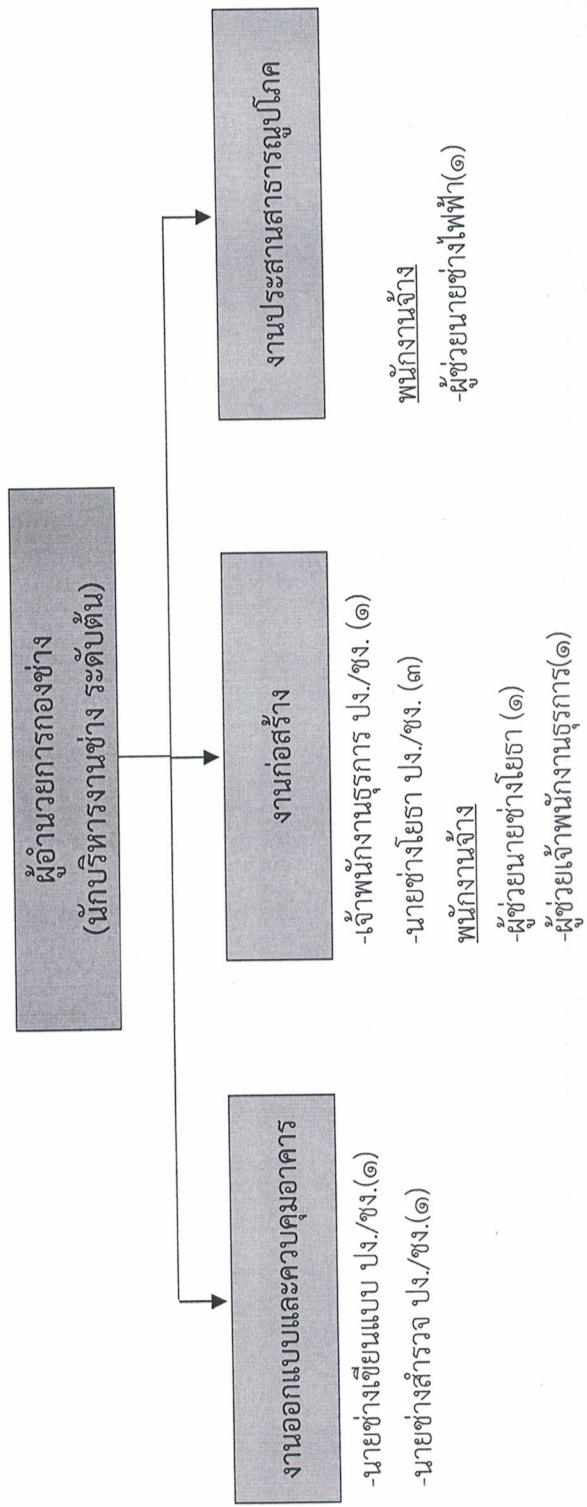 ผู้อำนวยการกองช่าง
(นักบริหารงานช่าง ระดับต้น)
งานออกแบบและควบคุมอาคาร
-นายช่างเขียนแบบ ปง./ชง.(๑)
-นายช่างสำรวจ ปง./ชง.(๑)
งานก่อสร้าง
-เจ้าพนักงานธุรการ ปง./ชง. (๑)
-นายช่างโยธา ปง./ชง. (๓)
พนักงานจ้าง
-ผู้ช่วยนายช่างโยธา (๑)
-ผู้ช่วยเจ้าพนักงานธุรการ(๑)
งานประสานสาธารณูปโภค
พนักงานจ้าง
-ผู้ช่วยนายช่างไฟฟ้า(๑)